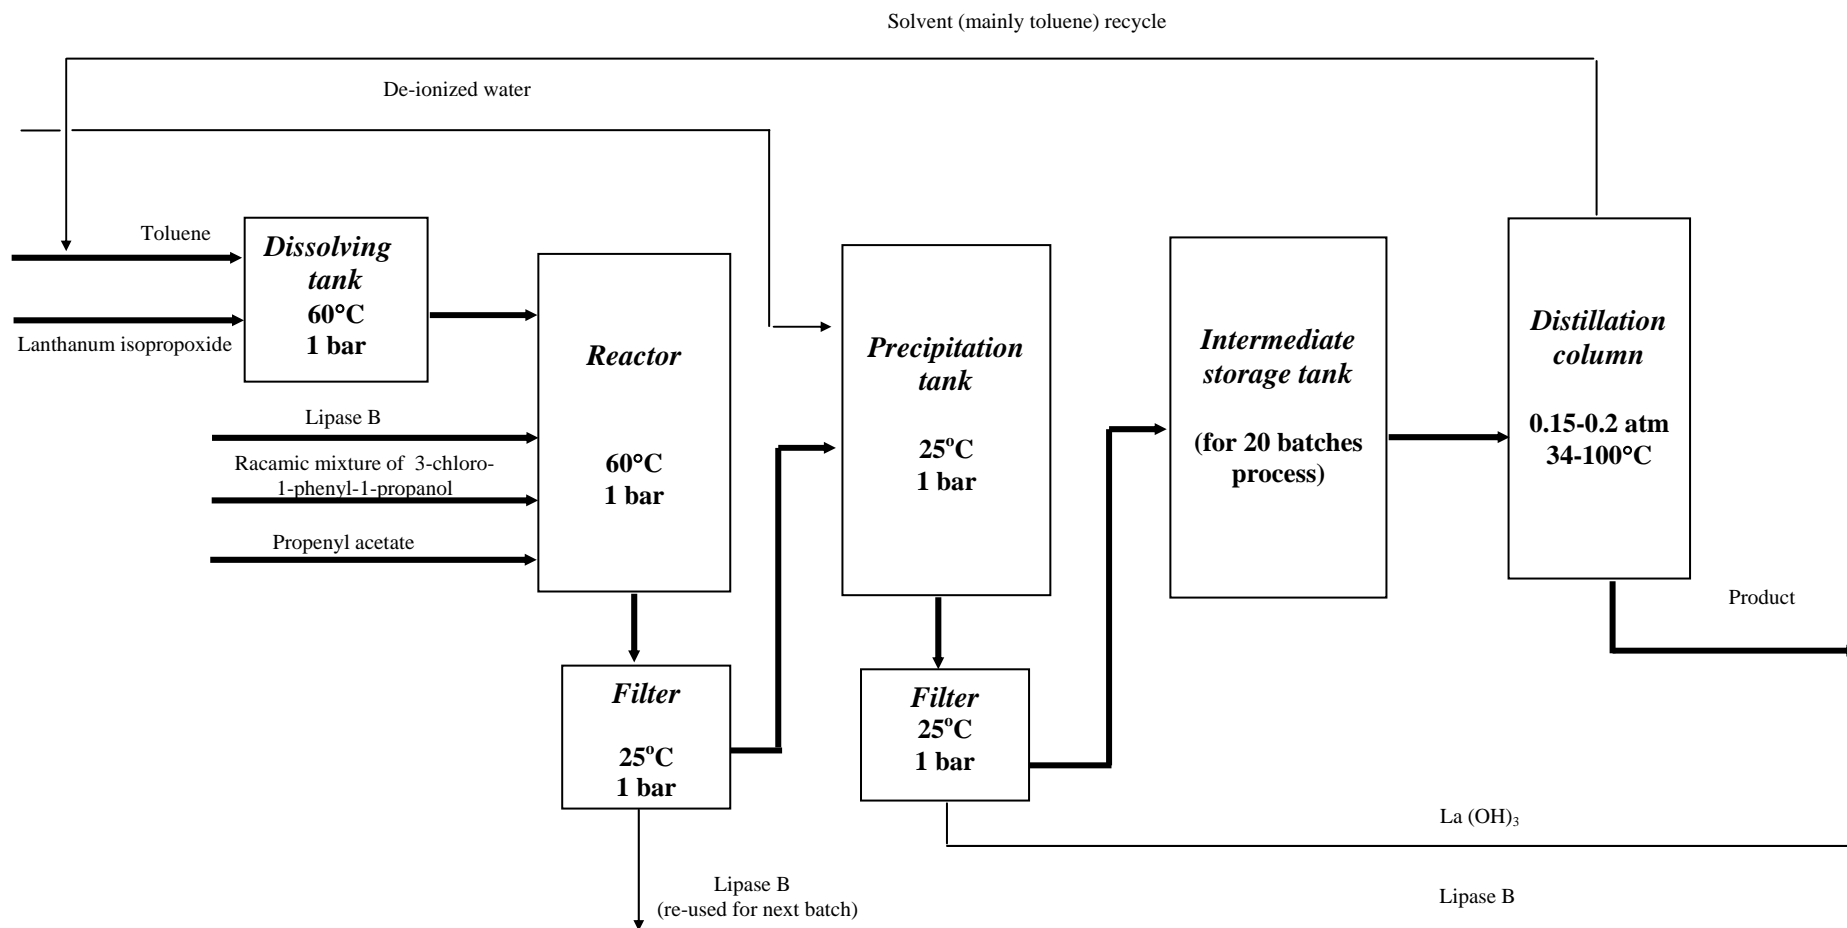 Solvent (mainly toluene) recycle
De-ionized water
Toluene
Dissolving
tank
60°C
1 bar
Lanthanum isopropoxide
Reactor
60°C
1 bar
Lipase B
Racamic mixture of 3-chloro-
1-phenyl-1-propanol
Propenyl acetate
Precipitation
tank
25°C
1 bar
Intermediate
storage tank
(for 20 batches
process)
Distillation
column
0.15-0.2 atm
34-100°C
Product
Filter
25°C
1 bar
Filter
25°C
1 bar
La (OH)₃
Lipase B
(re-used for next batch)
Lipase B